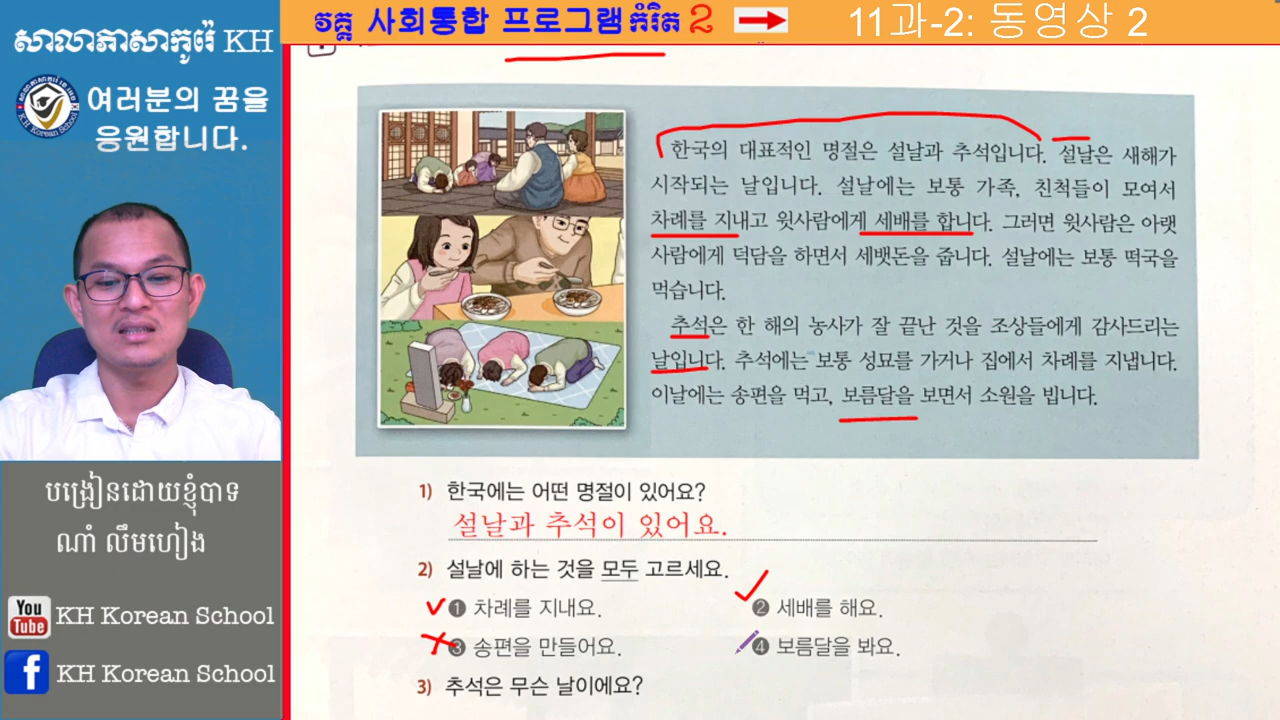 សាលាភាសាកូរ៉េ KH
여러분의 꿈을
응원합니다.
បង្រៀនដោយខ្ញុំបាទ
ណាំ លឹមហៀង
You Tube KH Korean School
f KH Korean School
វគ្គ 사회통합 프로그램 កំរិត 2
11과-2: 동영상 2
한국의 대표적인 명절은 설날과 추석입니다. 설날은 새해가
시작되는 날입니다. 설날에는 보통 가족, 친척들이 모여서
차례를 지내고 윗사람에게 세배를 합니다. 그러면 윗사람은 아랫
사람에게 덕담을 하면서 세뱃돈을 줍니다. 설날에는 보통 떡국을
먹습니다.
추석은 한 해의 농사가 잘 끝난 것을 조상들에게 감사드리는
날입니다. 추석에는 보통 성묘를 가거나 집에서 차례를 지냅니다.
이날에는 송편을 먹고, 보름달을 보면서 소원을 빕니다.
1) 한국에는 어떤 명절이 있어요?
설날과 추석이 있어요.
2) 설날에 하는 것을 모두 고르세요.
❶ 차례를 지내요.
❷ 세배를 해요.
❸ 송편을 만들어요.
❹ 보름달을 봐요.
3) 추석은 무슨 날이에요?